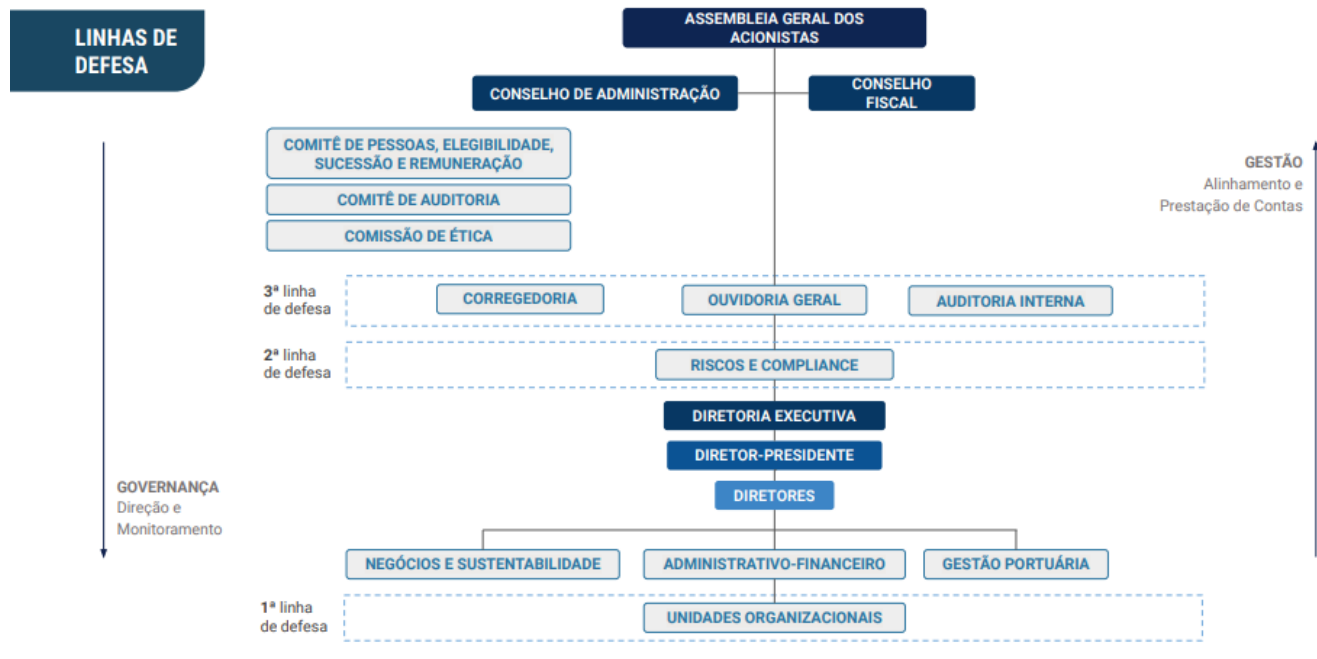 LINHAS DE
DEFESA
ASSEMBLEIA GERAL DOS
ACIONISTAS
CONSELHO DE ADMINISTRAÇÃO
CONSELHO
FISCAL
COMITÊ DE PESSOAS, ELEGIBILIDADE,
SUCESSÃO E REMUNERAÇÃO
COMITÊ DE AUDITORIA
COMISSÃO DE ÉTICA
GESTÃO
Alinhamento e
Prestação de Contas
3ª linha
de defesa
CORREGEDORIA
OUVIDORIA GERAL
AUDITORIA INTERNA
2ª linha
de defesa
RISCOS E COMPLIANCE
DIRETORIA EXECUTIVA
DIRETOR-PRESIDENTE
DIRETORES
GOVERNANÇA
Direção e
Monitoramento
NEGÓCIOS E SUSTENTABILIDADE
ADMINISTRATIVO-FINANCEIRO
GESTÃO PORTUÁRIA
1ª linha
de defesa
UNIDADES ORGANIZACIONAIS